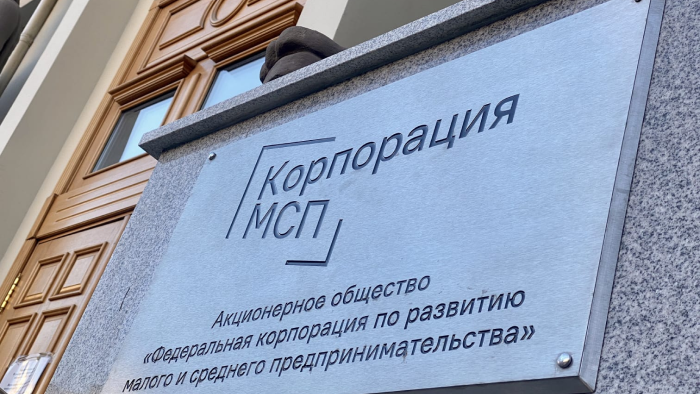 Корпорация
МСП
Акционерное общество
«Федеральная корпорация по развитию
малого и среднего предпринимательства»